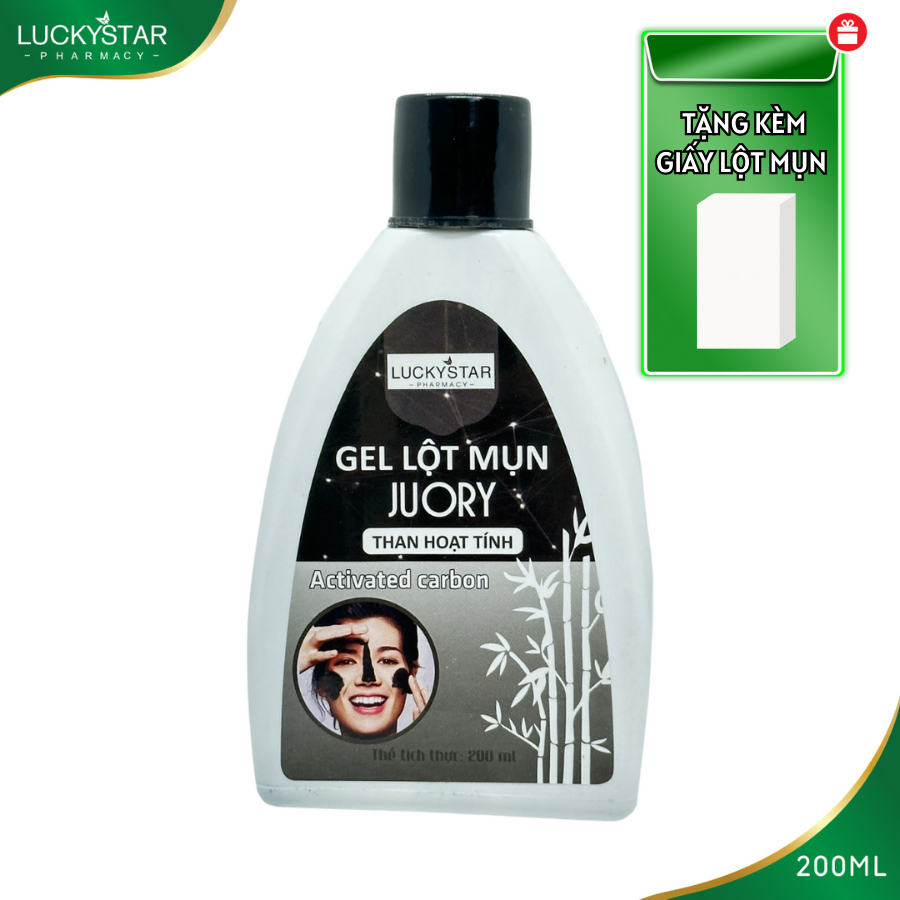 LUCKYSTAR
PHARMACY
TẶNG KÈM
GIẤY LỘT MỤN
LUCKYSTAR
PHARMACY
GEL LỘT MỤN
JUORY
THAN HOẠT TÍNH
Activated carbon
Thể tích thực: 200 ml
200ML